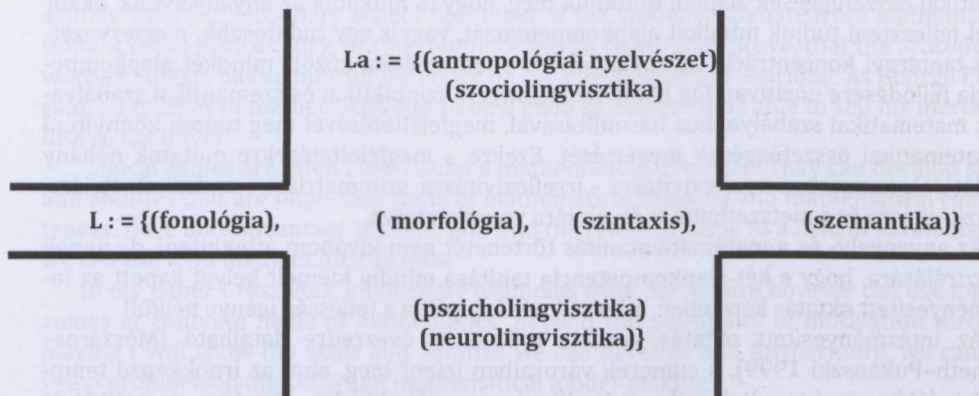 La : = {(antropológiai nyelvészet)
(szociolingvisztika)
L : = {(fonológia), ( morfológia), (szintaxis), (szemantika)}
(pszicholingvisztika)
(neurolingvisztika)}